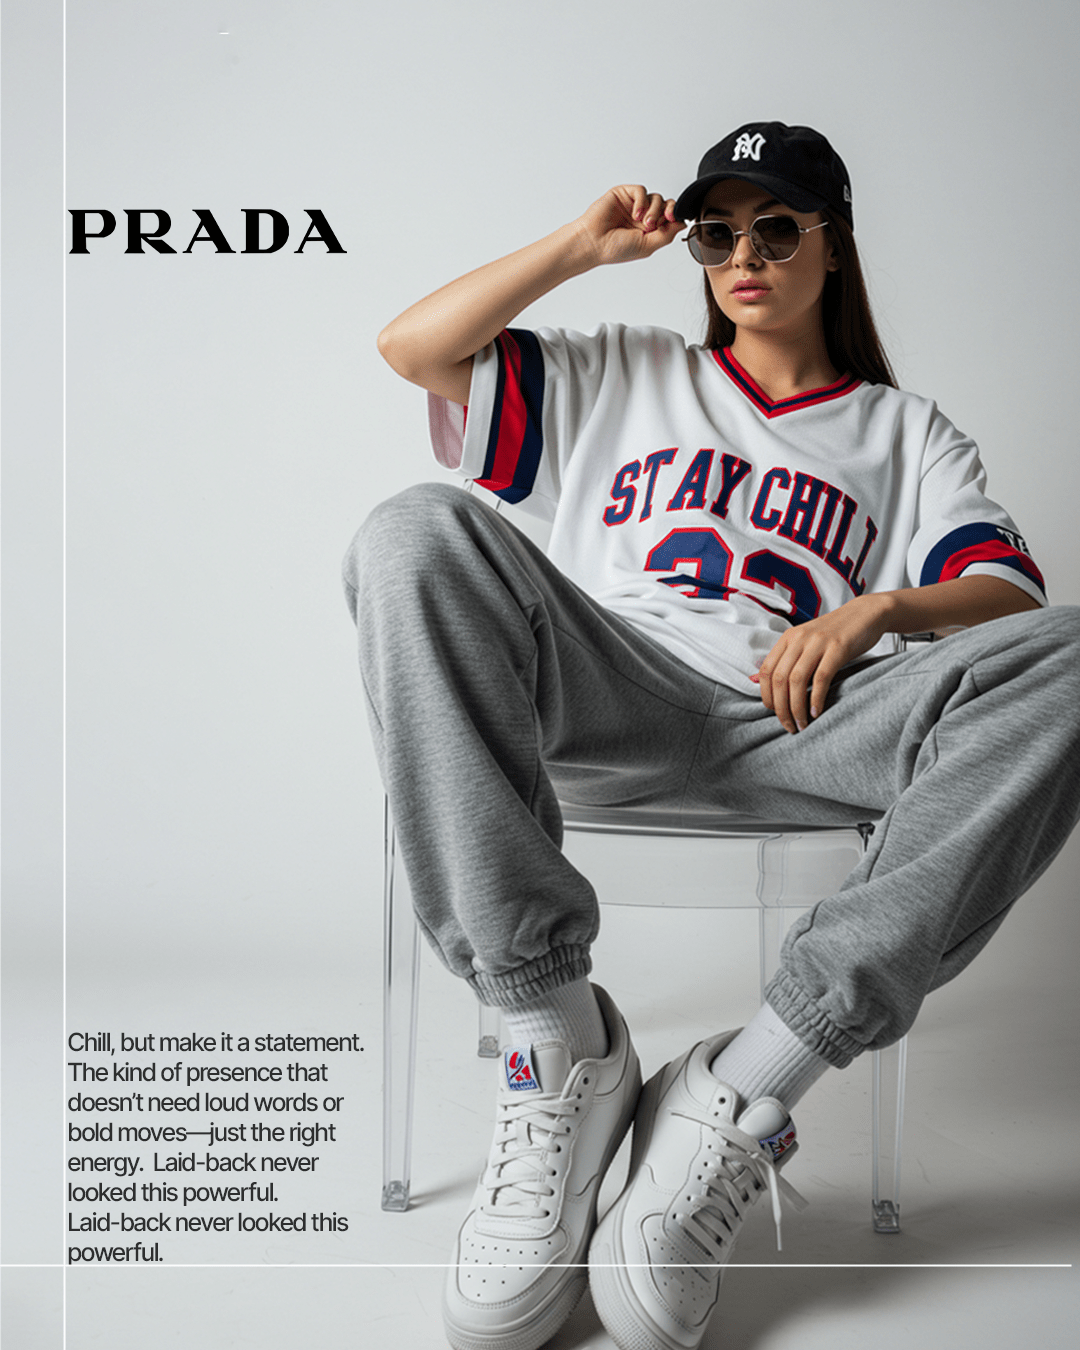 PRADA
NY
STAY CHILL
Chill, but make it a statement.
The kind of presence that
doesn't need loud words or
bold moves—just the right
energy.  Laid-back never
looked this powerful.
Laid-back never looked this
powerful.